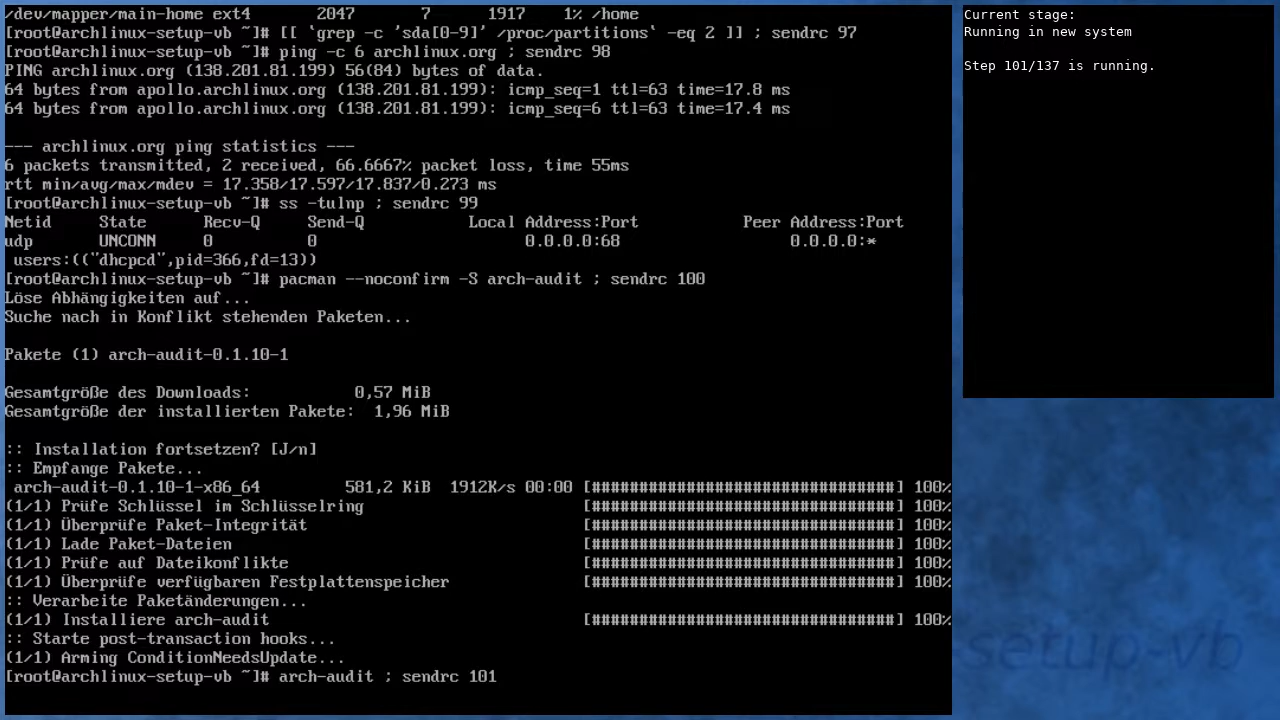 /dev/mapper/main-home ext4       2047       7      1917    1% /home
[root@archlinux-setup-vb ~]# [[ `grep -c 'sda[0-9]' /proc/partitions` -eq 2 ]] ; sendrc 97
[root@archlinux-setup-vb ~]# ping -c 6 archlinux.org ; sendrc 98
PING archlinux.org (138.201.81.199) 56(84) bytes of data.
64 bytes from apollo.archlinux.org (138.201.81.199): icmp_seq=1 ttl=63 time=17.8 ms
64 bytes from apollo.archlinux.org (138.201.81.199): icmp_seq=6 ttl=63 time=17.4 ms

--- archlinux.org ping statistics ---
6 packets transmitted, 2 received, 66.6667% packet loss, time 55ms
rtt min/avg/max/mdev = 17.358/17.597/17.837/0.273 ms
[root@archlinux-setup-vb ~]# ss -tulnp ; sendrc 99
Netid     State      Recv-Q     Send-Q           Local Address:Port           Peer Address:Port
udp       UNCONN     0          0                      0.0.0.0:68                  0.0.0.0:*
 users:(("dhcpcd",pid=366,fd=13))
[root@archlinux-setup-vb ~]# pacman --noconfirm -S arch-audit ; sendrc 100
Löse Abhängigkeiten auf...
Suche nach in Konflikt stehenden Paketen...

Pakete (1) arch-audit-0.1.10-1

Gesamtgröße des Downloads:           0,57 MiB
Gesamtgröße der installierten Pakete:  1,96 MiB

:: Installation fortsetzen? [J/n]
:: Empfange Pakete...
 arch-audit-0.1.10-1-x86_64         581,2 KiB  1912K/s 00:00 [################################] 100%
(1/1) Prüfe Schlüssel im Schlüsselring                       [################################] 100%
(1/1) Überprüfe Paket-Integrität                             [################################] 100%
(1/1) Lade Paket-Dateien                                     [################################] 100%
(1/1) Prüfe auf Dateikonflikte                               [################################] 100%
(1/1) Überprüfe verfügbaren Festplattenspeicher              [################################] 100%
:: Verarbeite Paketänderungen...
(1/1) Installiere arch-audit                                 [################################] 100%
:: Starte post-transaction hooks...
(1/1) Arming ConditionNeedsUpdate...
[root@archlinux-setup-vb ~]# arch-audit ; sendrc 101
Current stage:
Running in new system

Step 101/137 is running.
-setup-vb